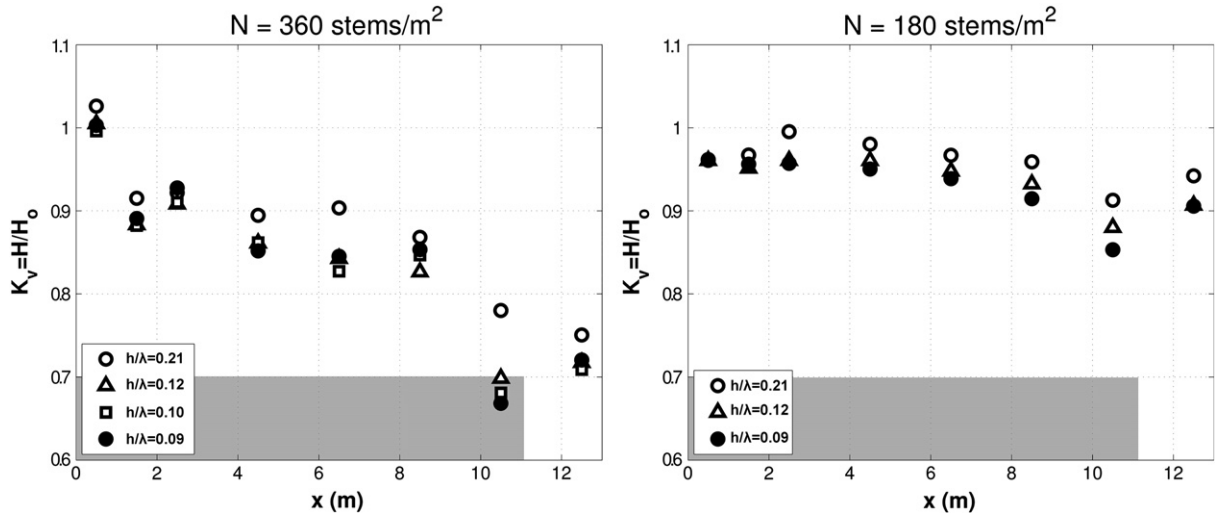 N = 360 stems/m²
1.1
1
0.9
0.8
0.7
0.6
K_v=H/H_o
h/λ=0.21
h/λ=0.12
h/λ=0.10
h/λ=0.09
0 2 4 6 8 10 12
x (m)
N = 180 stems/m²
1.1
1
0.9
0.8
0.7
0.6
K_v=H/H_o
h/λ=0.21
h/λ=0.12
h/λ=0.09
0 2 4 6 8 10 12
x (m)